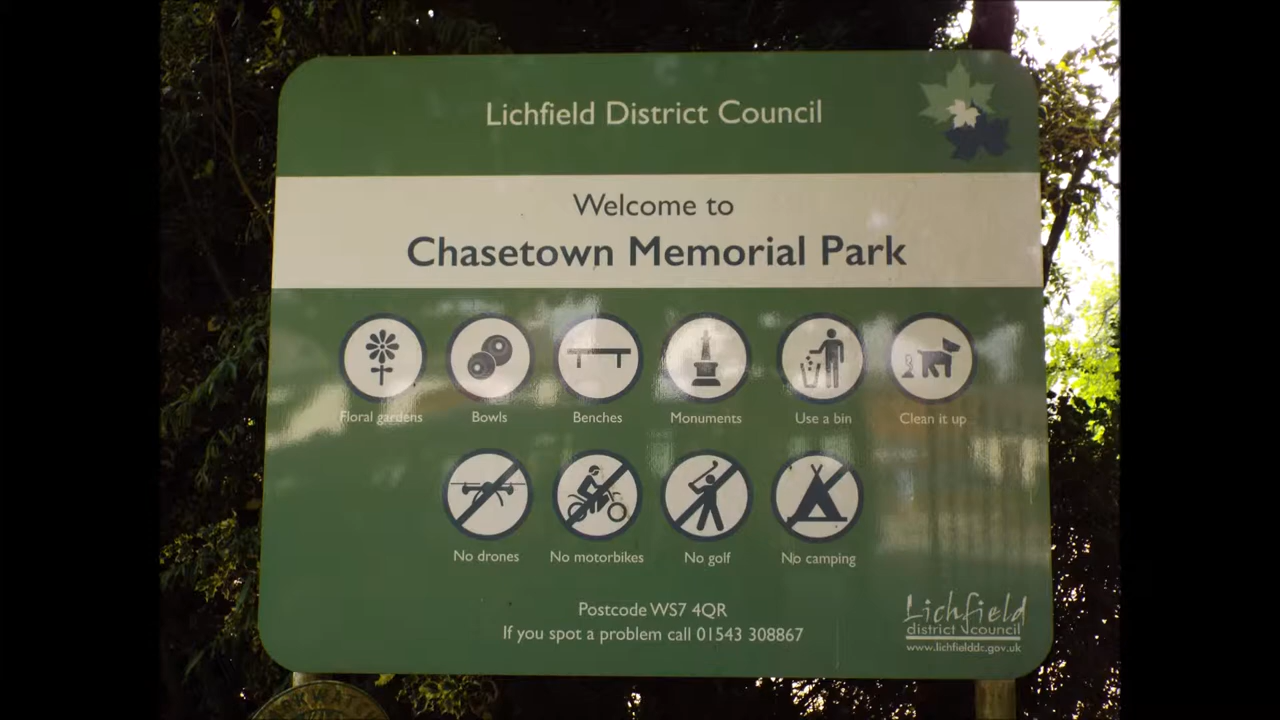 Lichfield District Council
Welcome to
Chasetown Memorial Park
Floral gardens Bowls Benches Monuments Use a bin Clean it up
No drones No motorbikes No golf No camping
Postcode WS7 4QR
If you spot a problem call 01543 308867
Lichfield
district council
www.lichfielddc.gov.uk